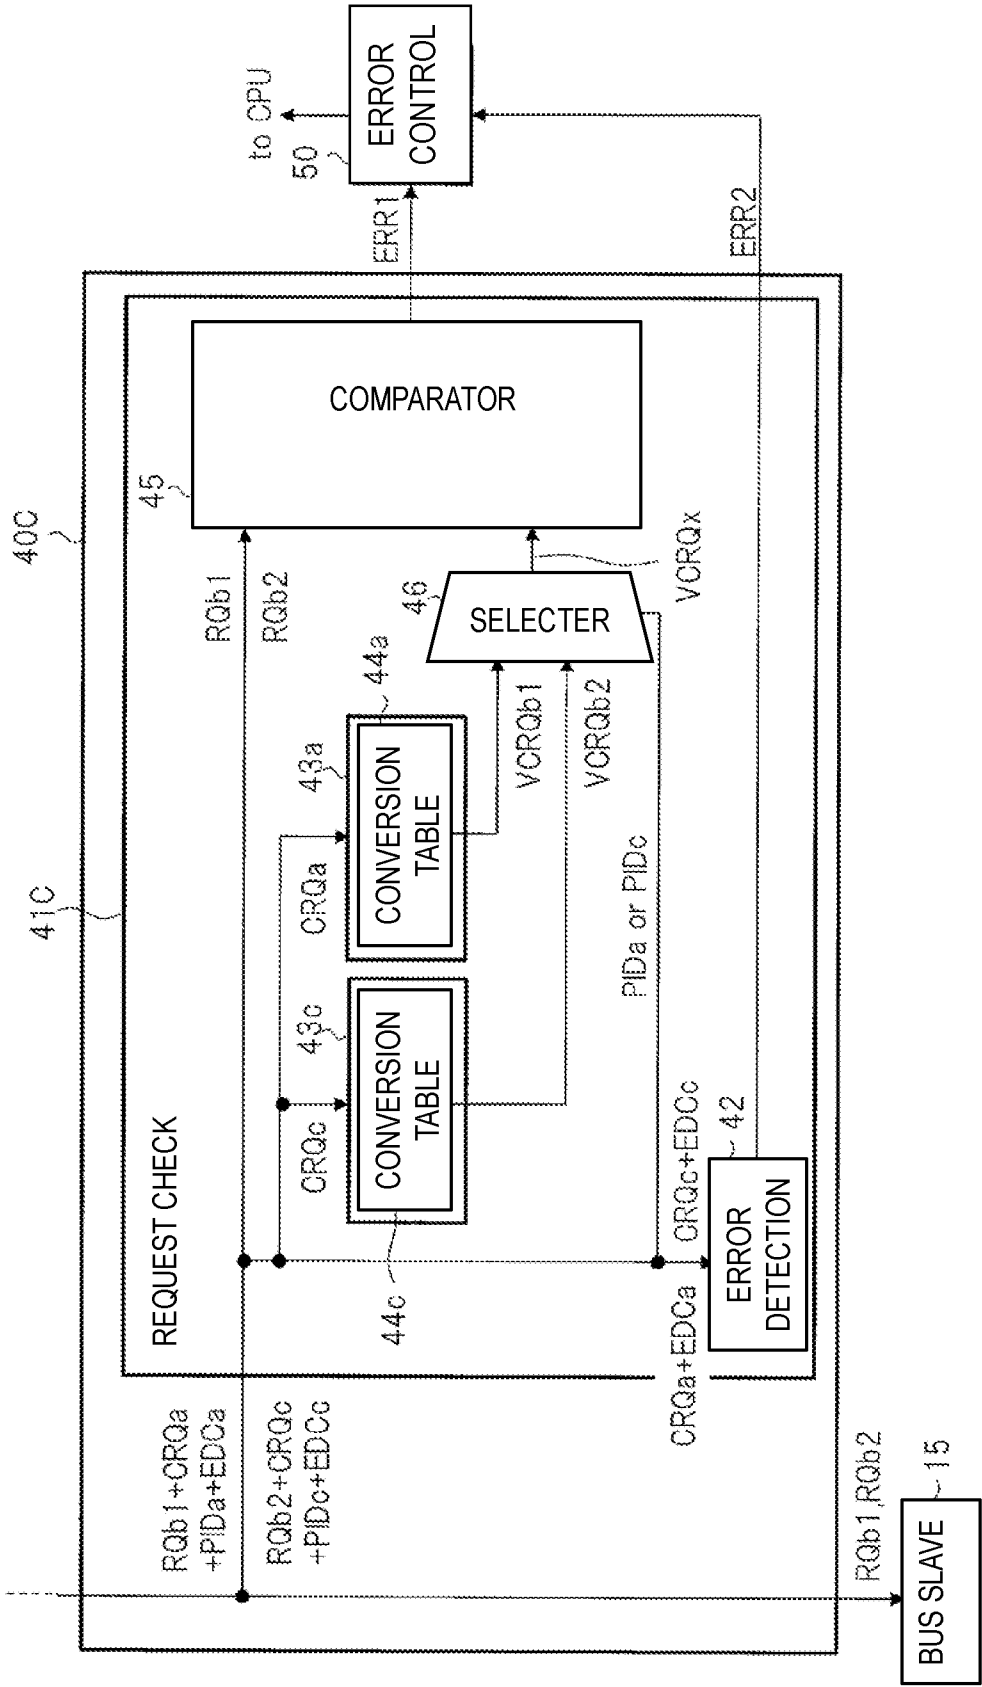 40C
41C
REQUEST CHECK
RQb1+CRQa
+PIDa+EDCa
RQb2+CRQc
+PIDc+EDCc
RQb1
RQb2
45
COMPARATOR
ERR1
to CPU
50
ERROR
CONTROL
CRQc
43c
CONVERSION
TABLE
44c
CRQa
43a
CONVERSION
TABLE
44a
46
SELECTER
VCRQb1
VCRQb2
VCRQx
PIDa or PIDc
CRQa+EDCa
CRQc+EDCc
42
ERROR
DETECTION
ERR2
RQb1,RQb2
15
BUS SLAVE